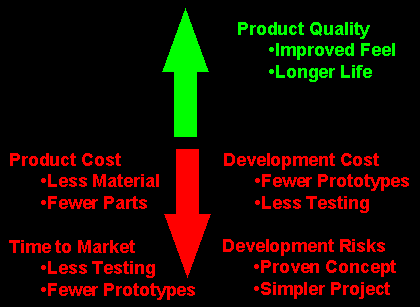 Product Quality
•Improved Feel
•Longer Life
Product Cost
•Less Material
•Fewer Parts
Development Cost
•Fewer Prototypes
•Less Testing
Time to Market
•Less Testing
•Fewer Prototypes
Development Risks
•Proven Concept
•Simpler Project